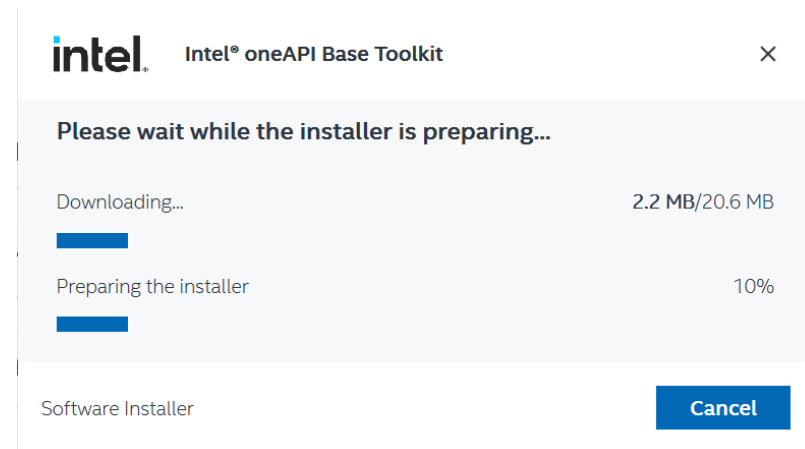 intel. Intel® oneAPI Base Toolkit
Please wait while the installer is preparing...
Downloading... 2.2 MB/20.6 MB
Preparing the installer 10%
Software Installer Cancel